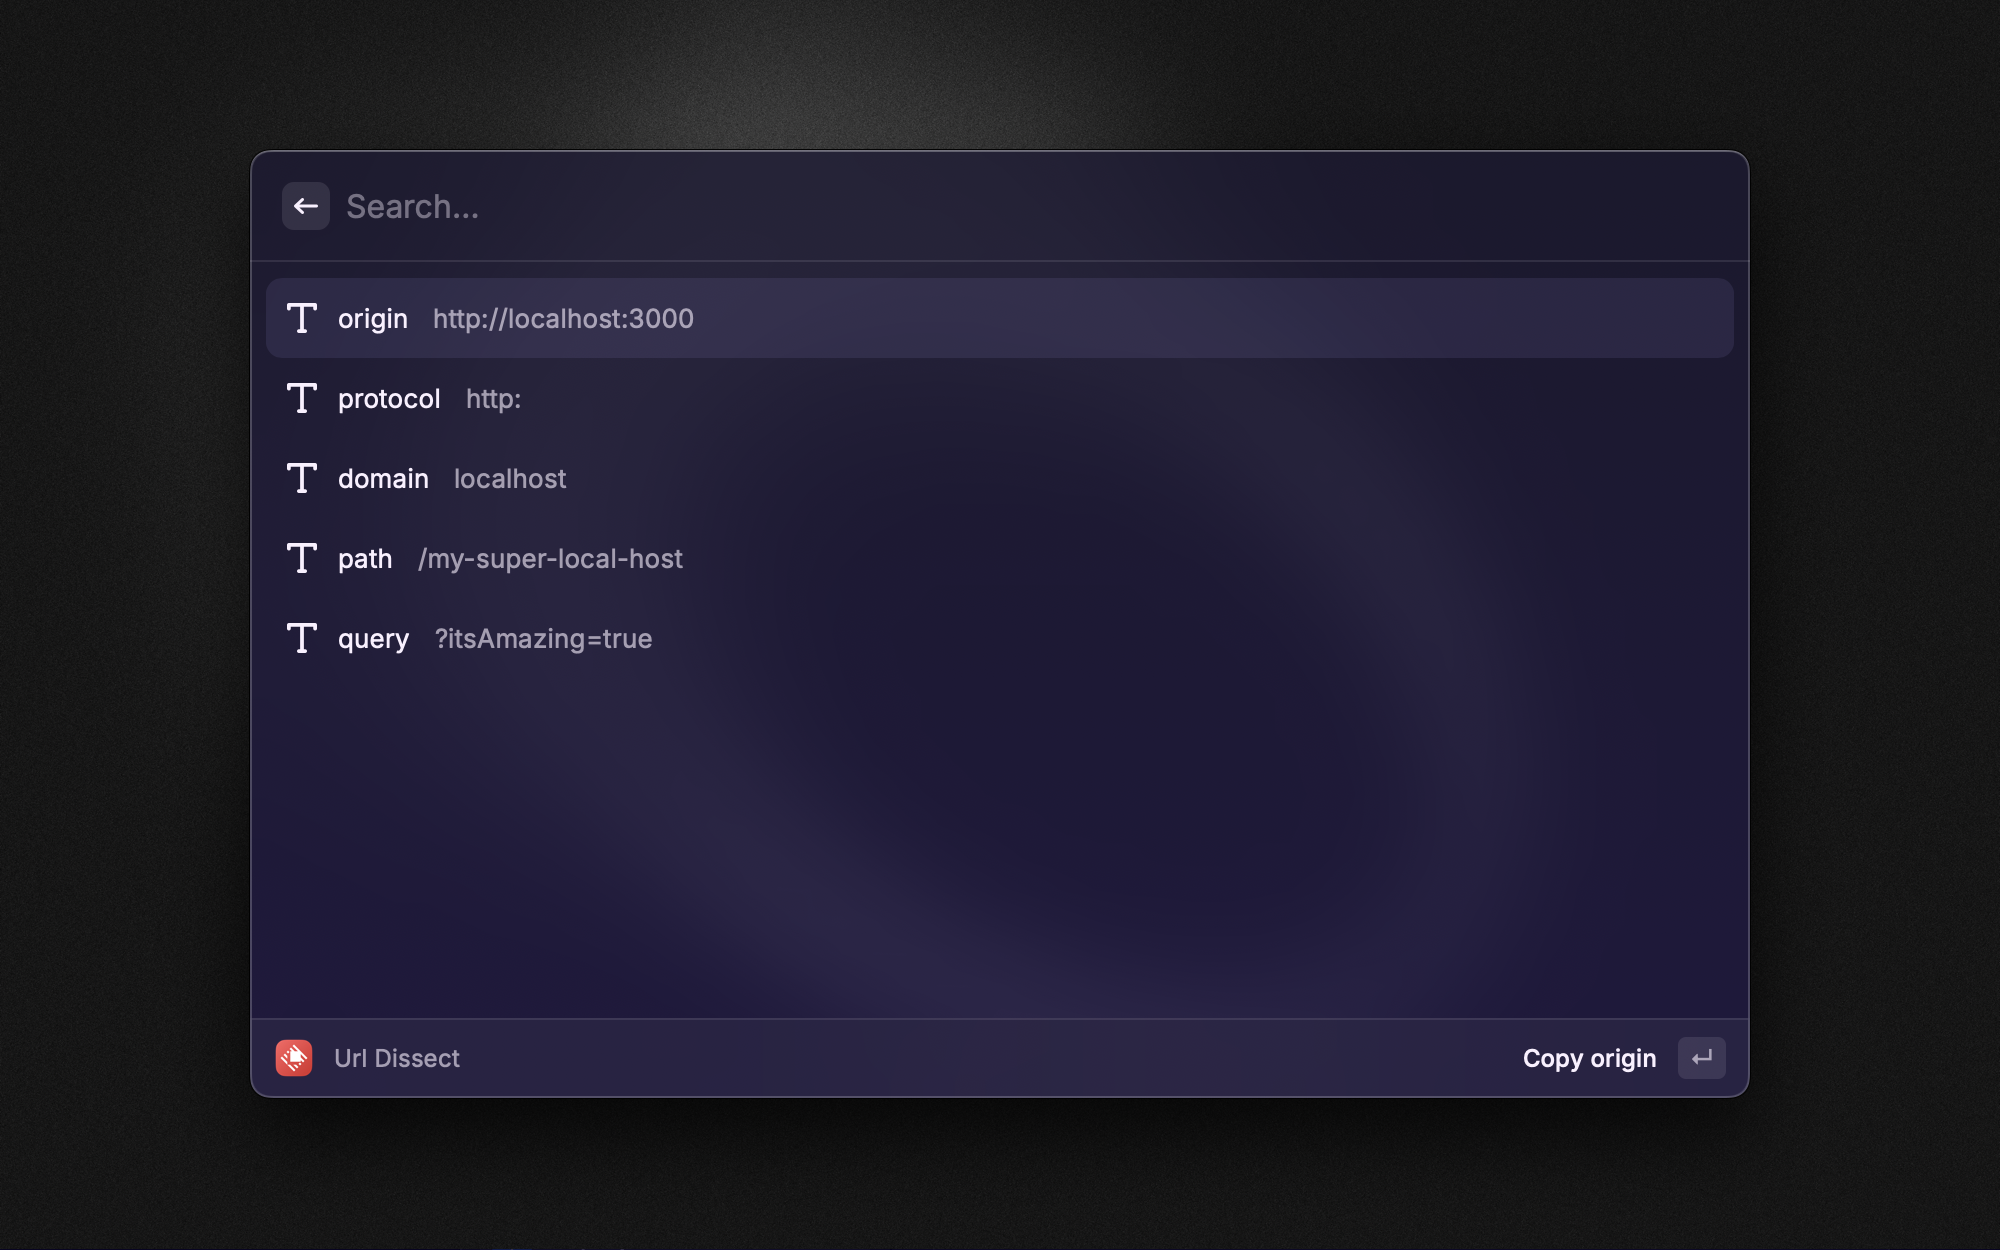 Search...
origin http://localhost:3000
protocol http:
domain localhost
path /my-super-local-host
query ?itsAmazing=true
Url Dissect
Copy origin